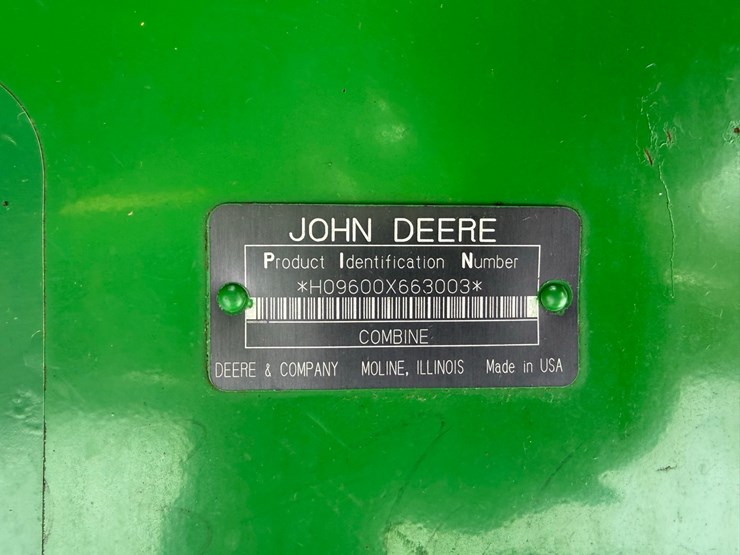 JOHN DEERE
Product Identification Number
*H09600X663003*
COMBINE
DEERE & COMPANY MOLINE, ILLINOIS Made in USA